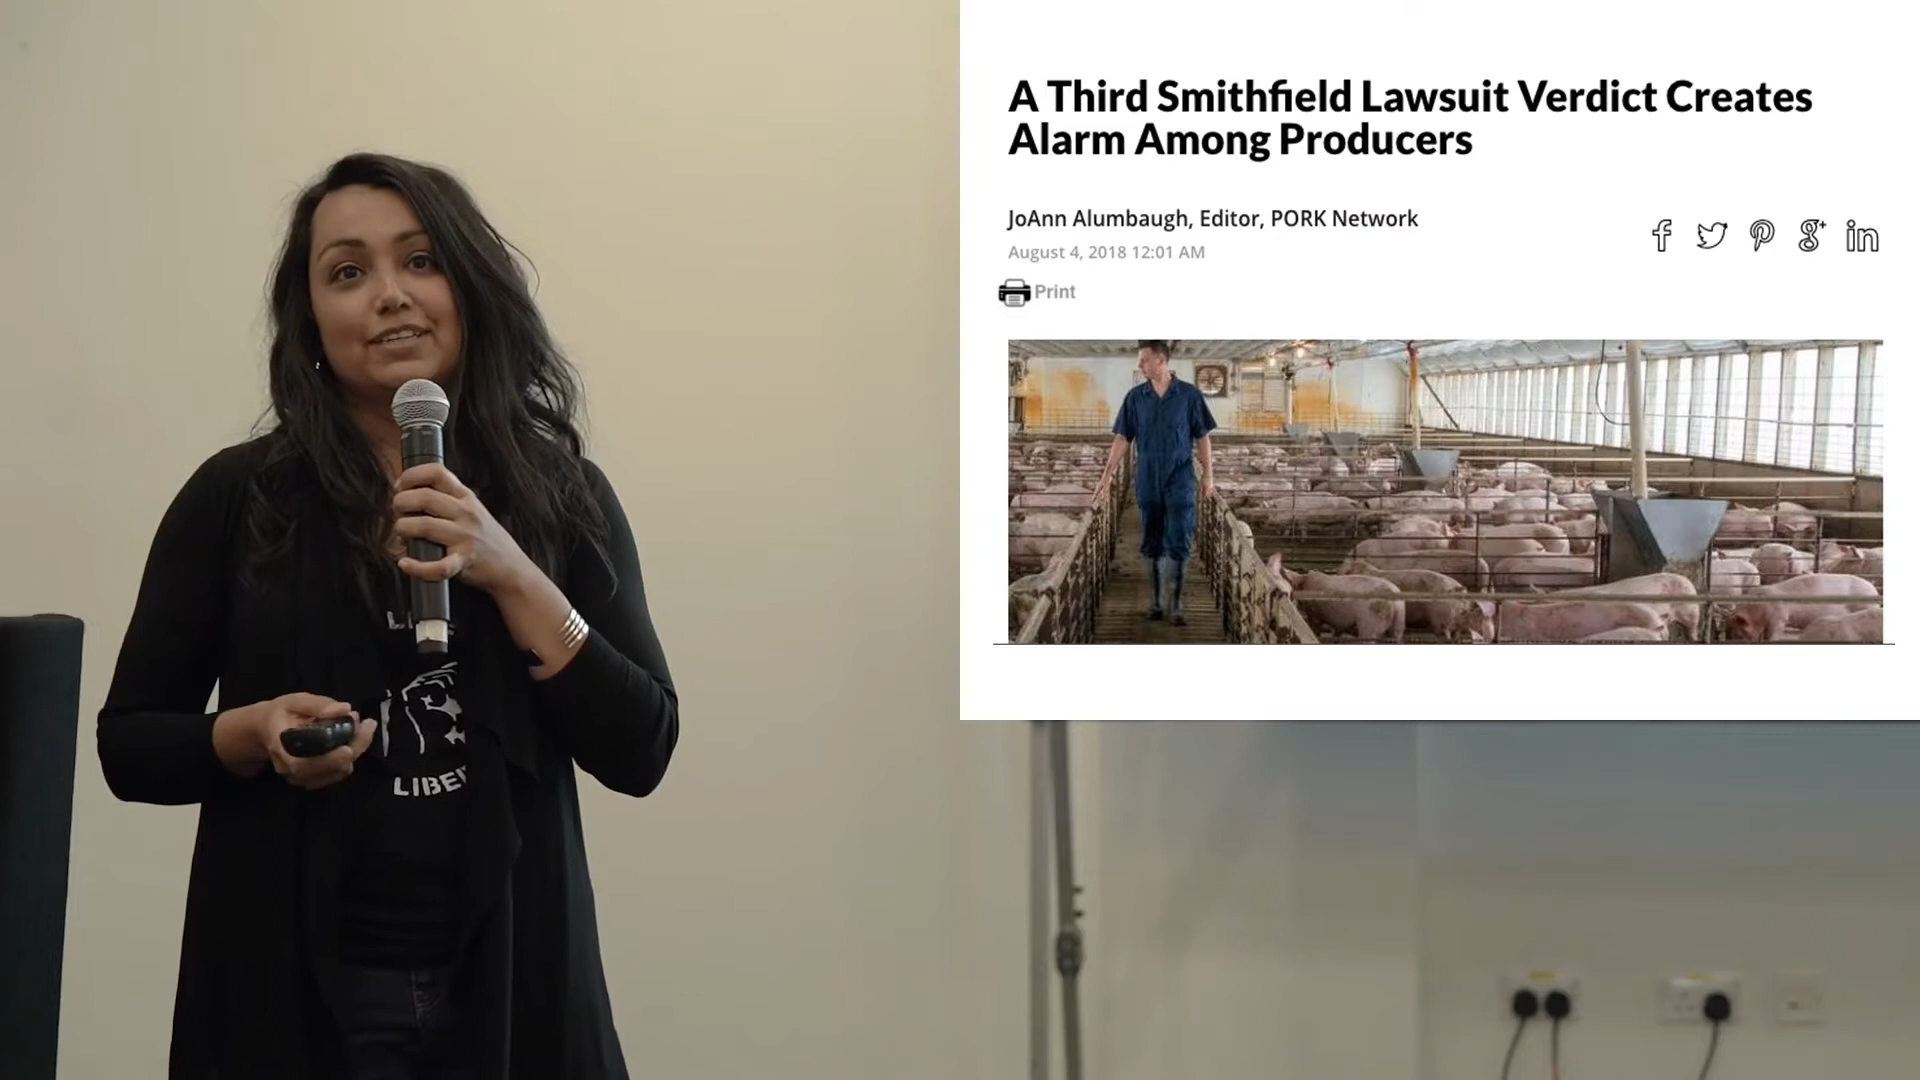 A Third Smithfield Lawsuit Verdict Creates
Alarm Among Producers
JoAnn Alumbaugh, Editor, PORK Network
August 4, 2018 12:01 AM
Print